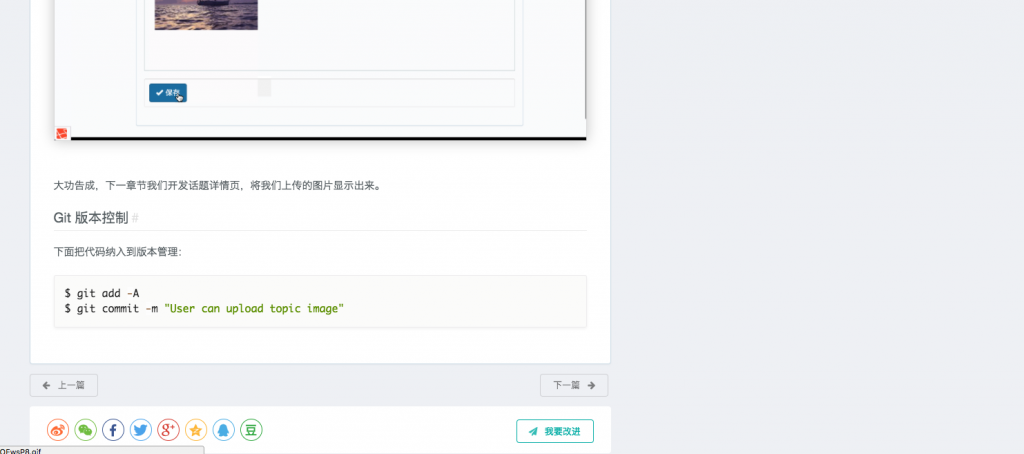 保存
大功告成，下一章节我们开发话题详情页，将我们上传的图片显示出来。
Git 版本控制 #
下面把代码纳入到版本管理：
$ git add -A
$ git commit -m "User can upload topic image"
上一篇
下一篇
g+
豆
我要改进